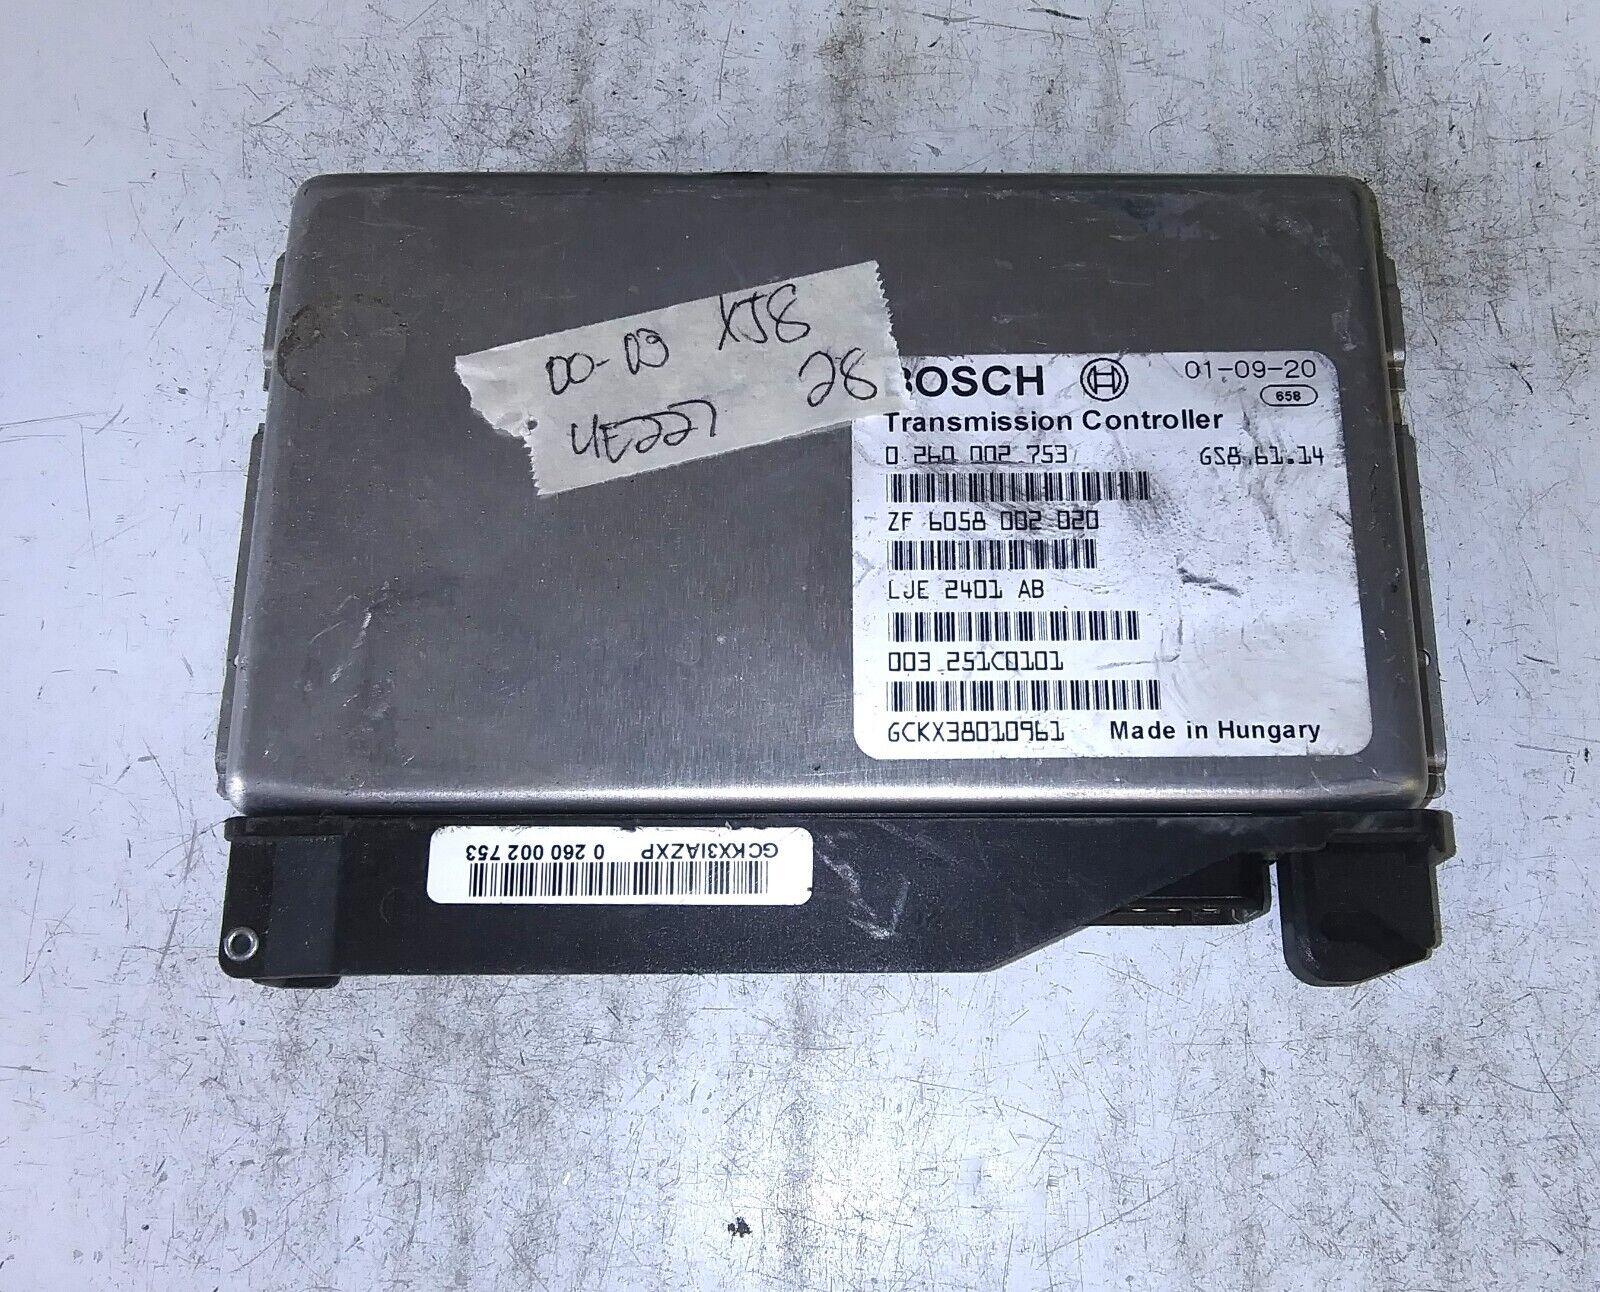 00-03 XJ8
28
4E227
BOSCH 01-09-20
658
Transmission Controller
0 260 002 753 GS8.61.14
ZF 6058 002 020
LJE 2401 AB
003 251C0101
GCKX38010961 Made in Hungary
GCKX3IAZXP 0 260 002 753